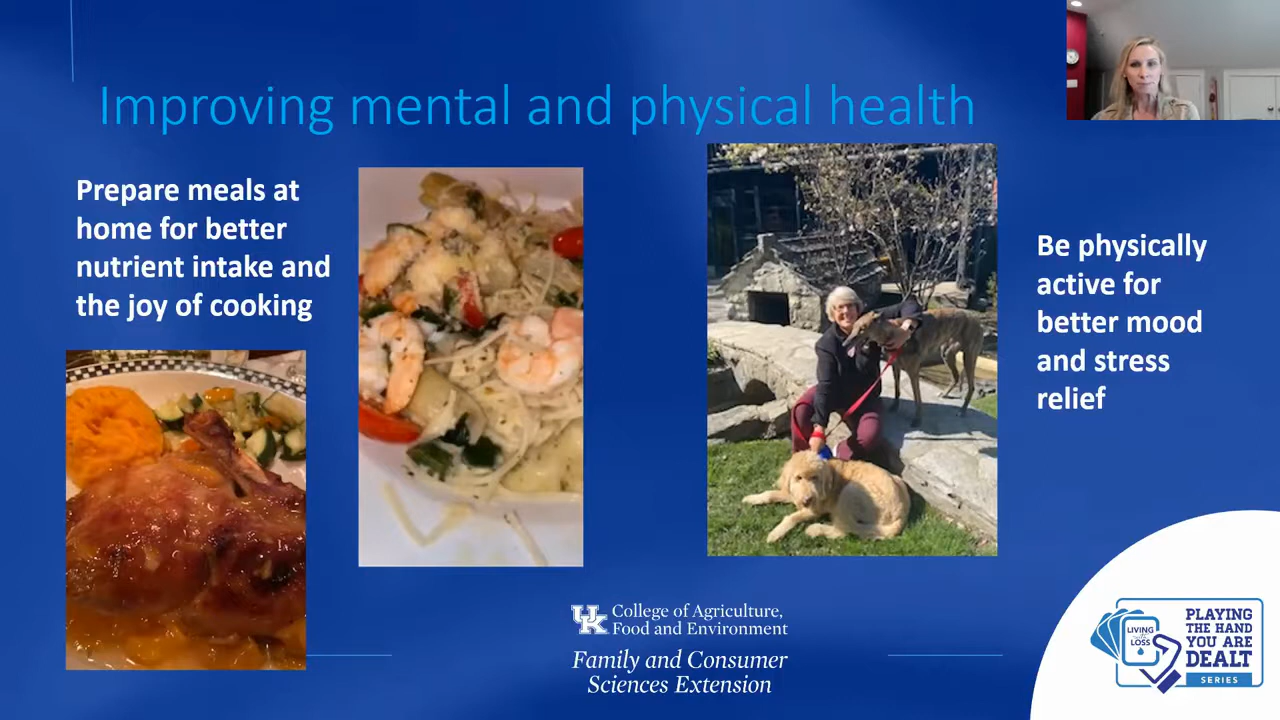 Improving mental and physical health
Prepare meals at
home for better
nutrient intake and
the joy of cooking
Be physically
active for
better mood
and stress
relief
UK
College of Agriculture,
Food and Environment
Family and Consumer
Sciences Extension
LIVING
with
LOSS
PLAYING
THE HAND
YOU ARE
DEALT
SERIES